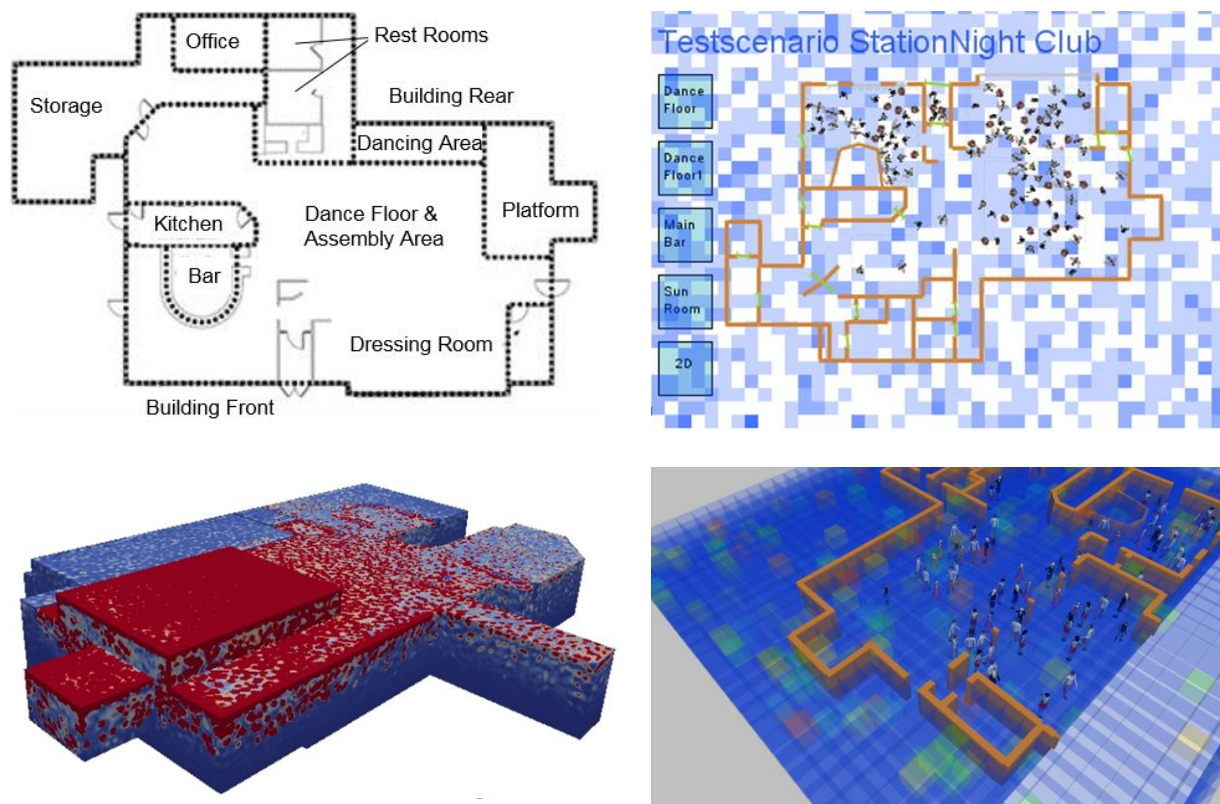 Office
Rest Rooms
Storage
Building Rear
Dancing Area
Kitchen
Dance Floor &
Assembly Area
Platform
Bar
Dressing Room
Building Front
Testscenario StationNight Club
Dance
Floor
Dance
Floor1
Main
Bar
Sun
Room
2D